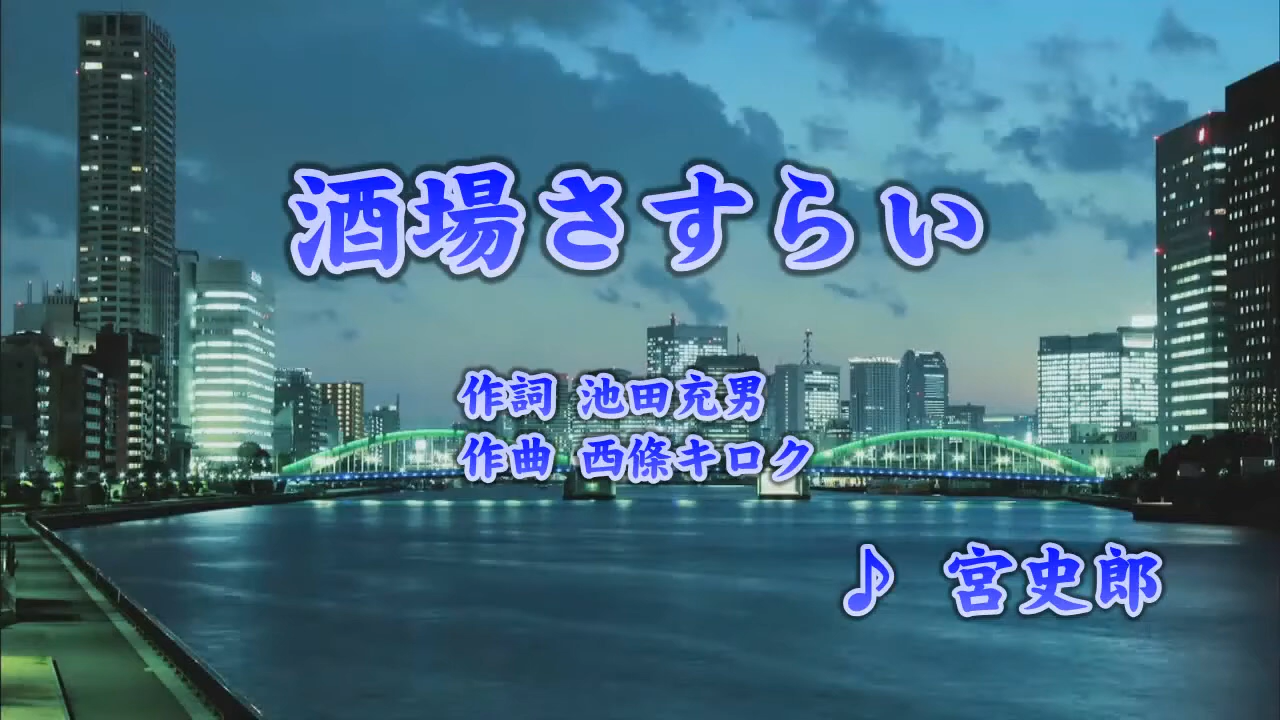 酒場さすらい
作詞 池田充男
作曲 西條キロク
♪ 宮史郎